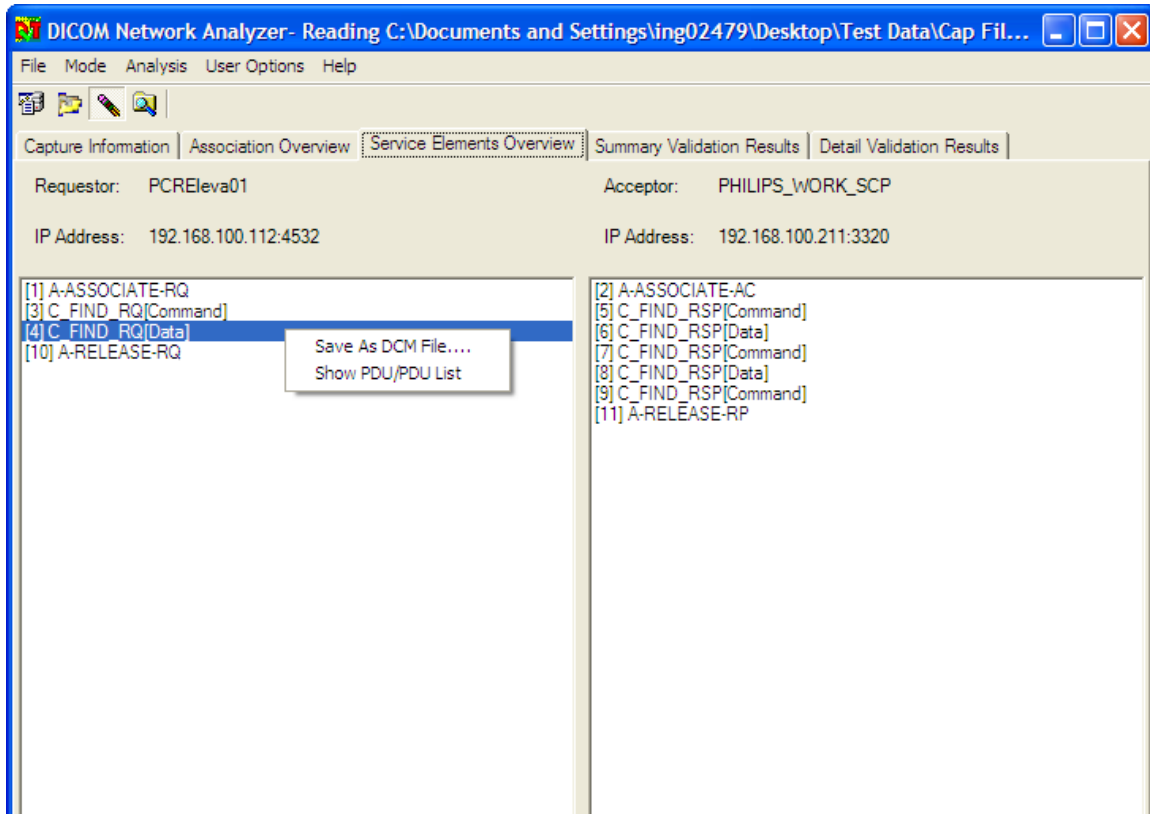 DICOM Network Analyzer- Reading C:\Documents and Settings\ing02479\Desktop\Test Data\Cap Fil...
File Mode Analysis User Options Help
Capture Information Association Overview Service Elements Overview Summary Validation Results Detail Validation Results
Requestor: PCREleva01 Acceptor: PHILIPS_WORK_SCP
IP Address: 192.168.100.112:4532 IP Address: 192.168.100.211:3320
[1] A-ASSOCIATE-RQ
[3] C_FIND_RQ[Command]
[4] C_FIND_RQ[Data]
[10] A-RELEASE-RQ
Save As DCM File....
Show PDU/PDU List
[2] A-ASSOCIATE-AC
[5] C_FIND_RSP[Command]
[6] C_FIND_RSP[Data]
[7] C_FIND_RSP[Command]
[8] C_FIND_RSP[Data]
[9] C_FIND_RSP[Command]
[11] A-RELEASE-RP